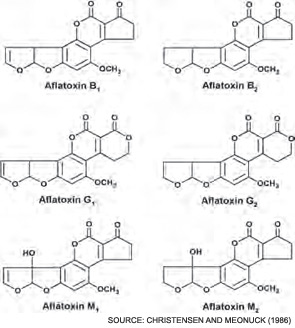 O O
O
O O OCH₃
Aflatoxin B₁
O O
O
O O OCH₃
Aflatoxin B₂
O O
O O
O O OCH₃
Aflatoxin G₁
O O
O O
O O OCH₃
Aflatoxin G₂
O O
HO O
O O OCH₃
Aflatoxin M₁
O O
OH O
O O OCH₃
Aflatoxin M₂
SOURCE: CHRISTENSEN AND MEONUCK (1986)